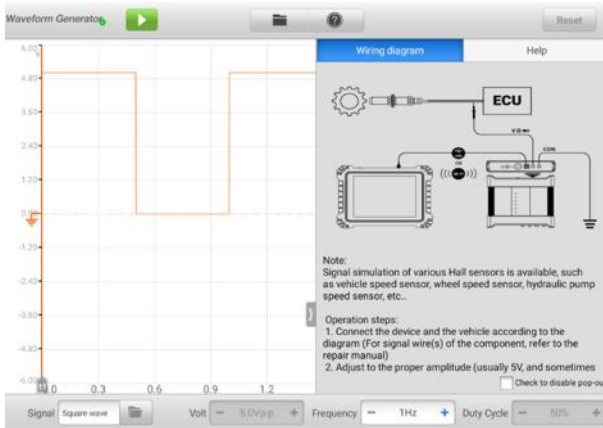 Waveform Generator
Reset
6.00
V
4.80
3.60
2.40
1.20
0.00
-1.20
-2.40
-3.60
-4.80
-6.00
0.0 0.3 0.6 0.9 1.2
Wiring diagram Help
ECU
COM
Note:
Signal simulation of various Hall sensors is available, such
as vehicle speed sensor, wheel speed sensor, hydraulic pump
speed sensor, etc..
Operation steps:
1. Connect the device and the vehicle according to the
diagram (For signal wire(s) of the component, refer to the
repair manual)
2. Adjust to the proper amplitude (usually 5V, and sometimes
Check to disable pop-ou
Signal Square wave Volt − 5.0Vp-p + Frequency − 1Hz + Duty Cycle − 50% +